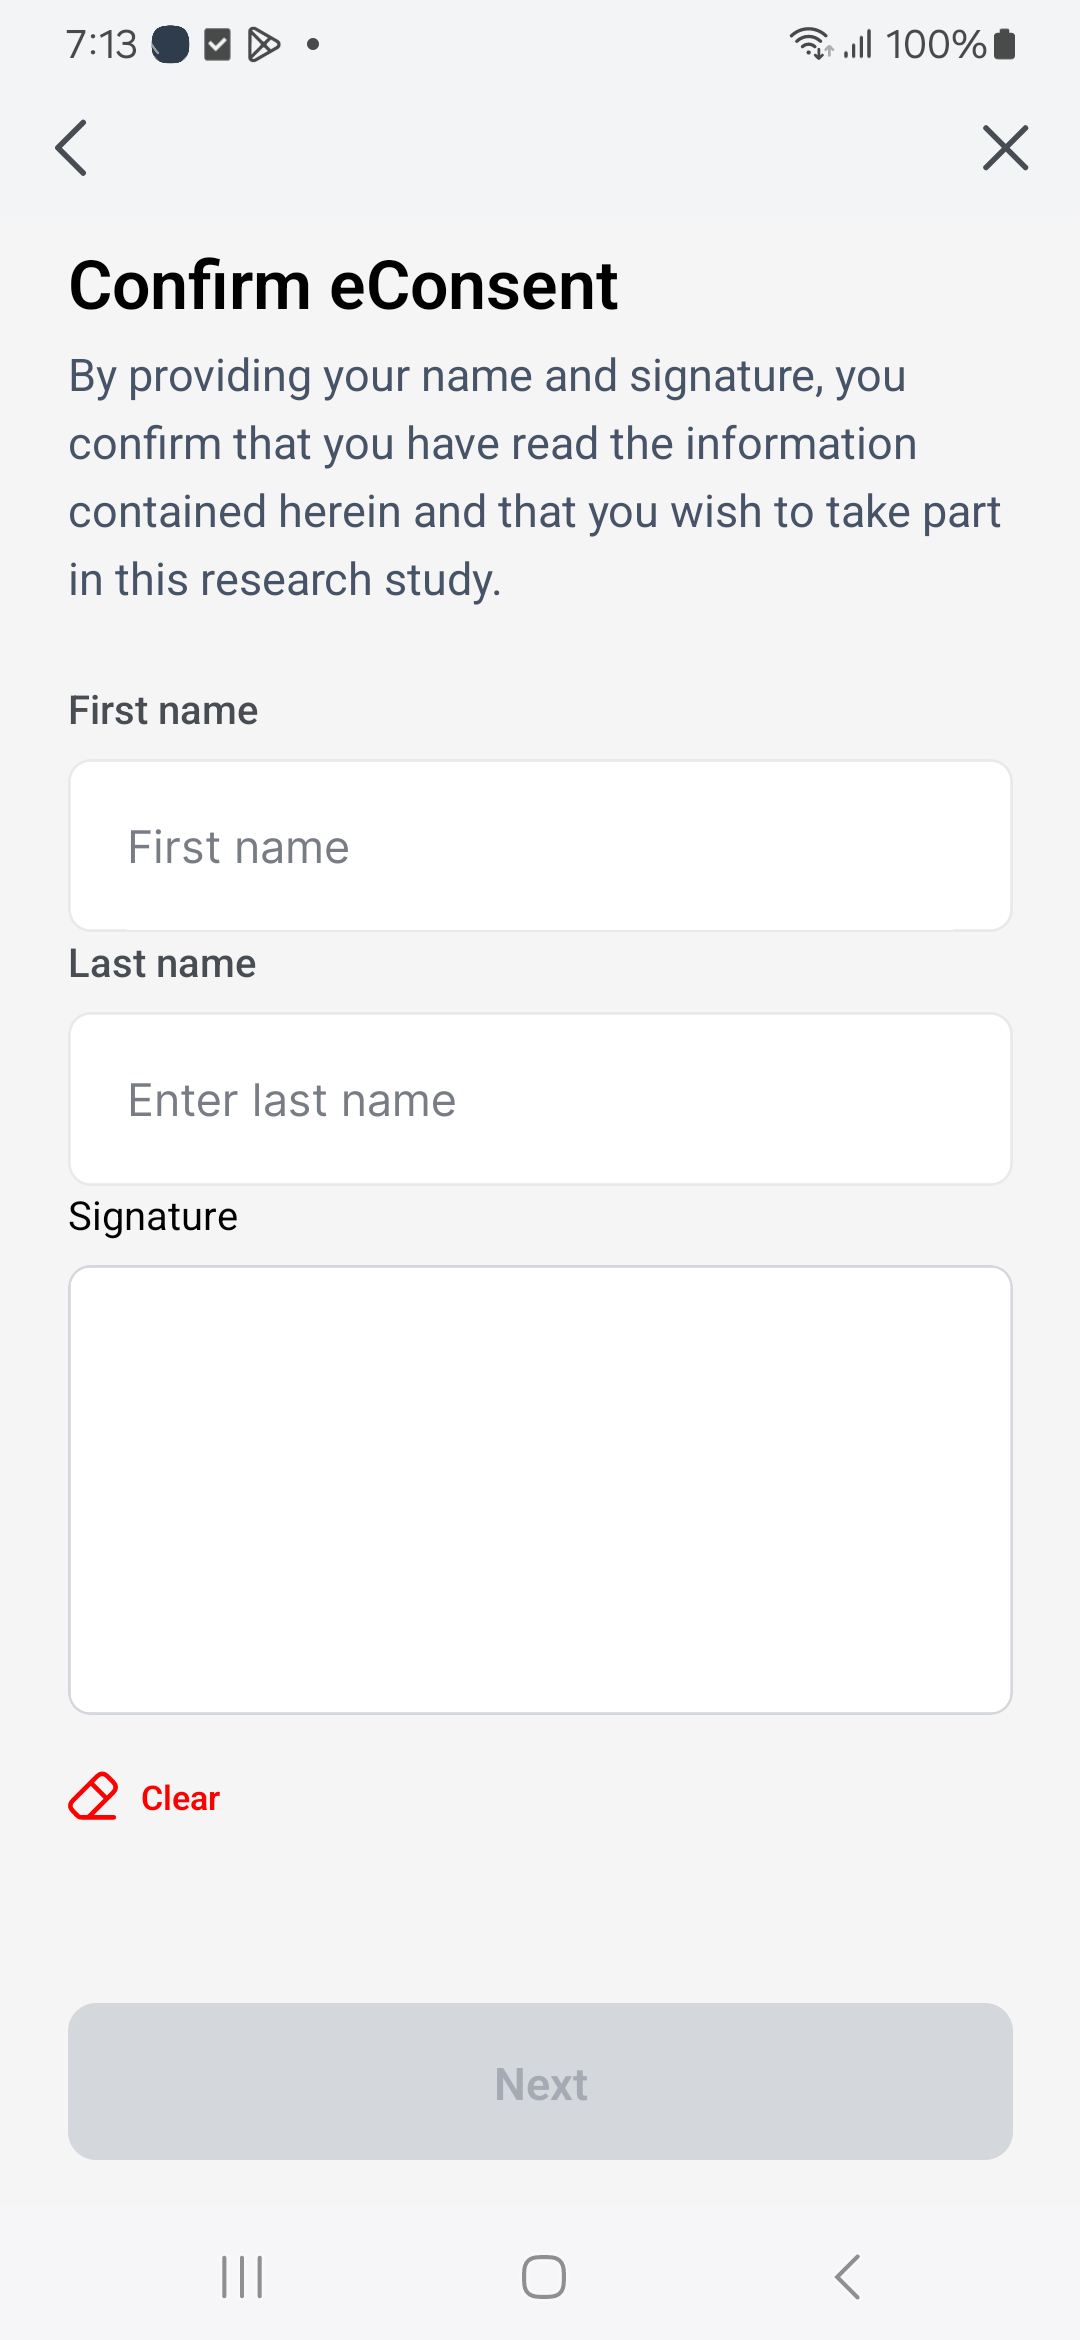 7:13
100%
Confirm eConsent
By providing your name and signature, you
confirm that you have read the information
contained herein and that you wish to take part
in this research study.
First name
First name
Last name
Enter last name
Signature
Clear
Next